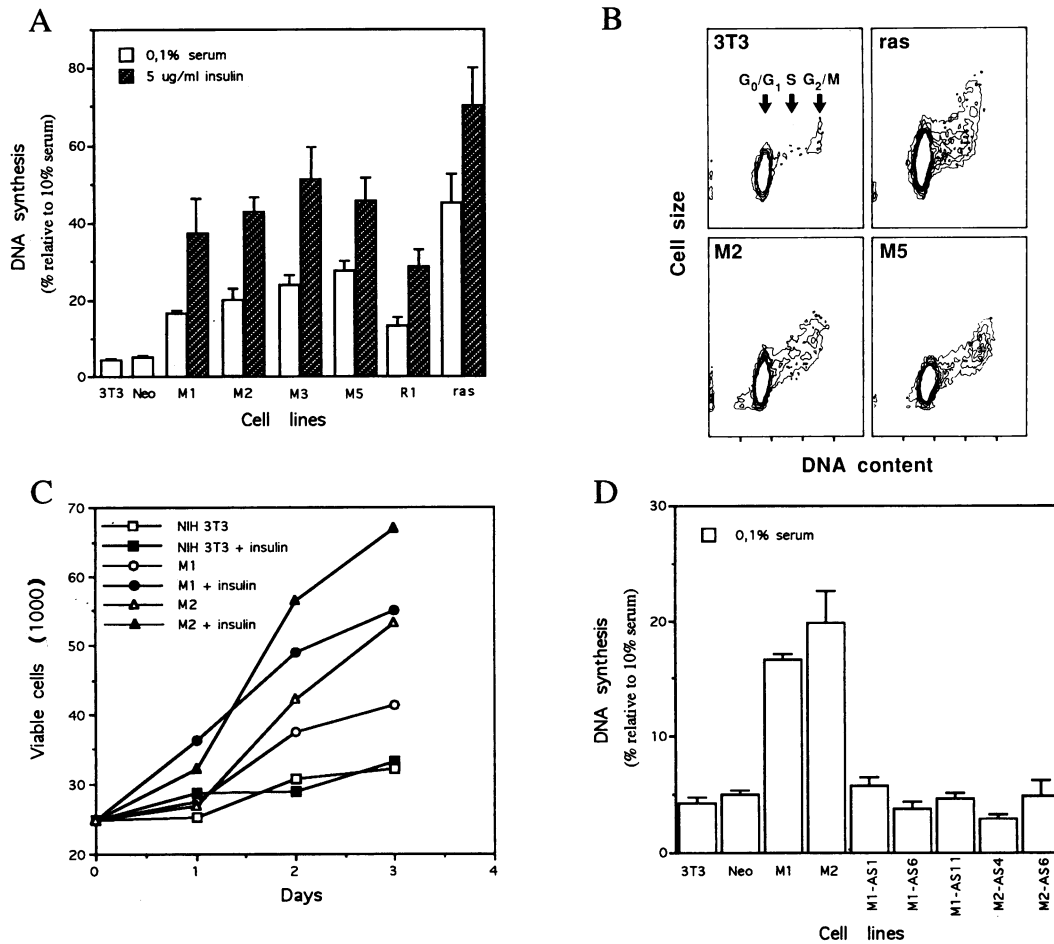 A
DNA synthesis
(% relative to 10% serum)
80
60
40
20
0
0,1% serum
5 ug/ml insulin
3T3 Neo M1 M2 M3 M5 R1 ras
Cell lines
B
Cell size
3T3
G0/G1 S G2/M
ras
M2
M5
DNA content
C
Viable cells (1000)
70
60
50
40
30
20
NIH 3T3
NIH 3T3 + insulin
M1
M1 + insulin
M2
M2 + insulin
0 1 2 3 4
Days
D
DNA synthesis
(% relative to 10% serum)
30
20
10
0
0,1% serum
3T3 Neo M1 M2 M1-AS1 M1-AS6 M1-AS11 M2-AS4 M2-AS6
Cell lines